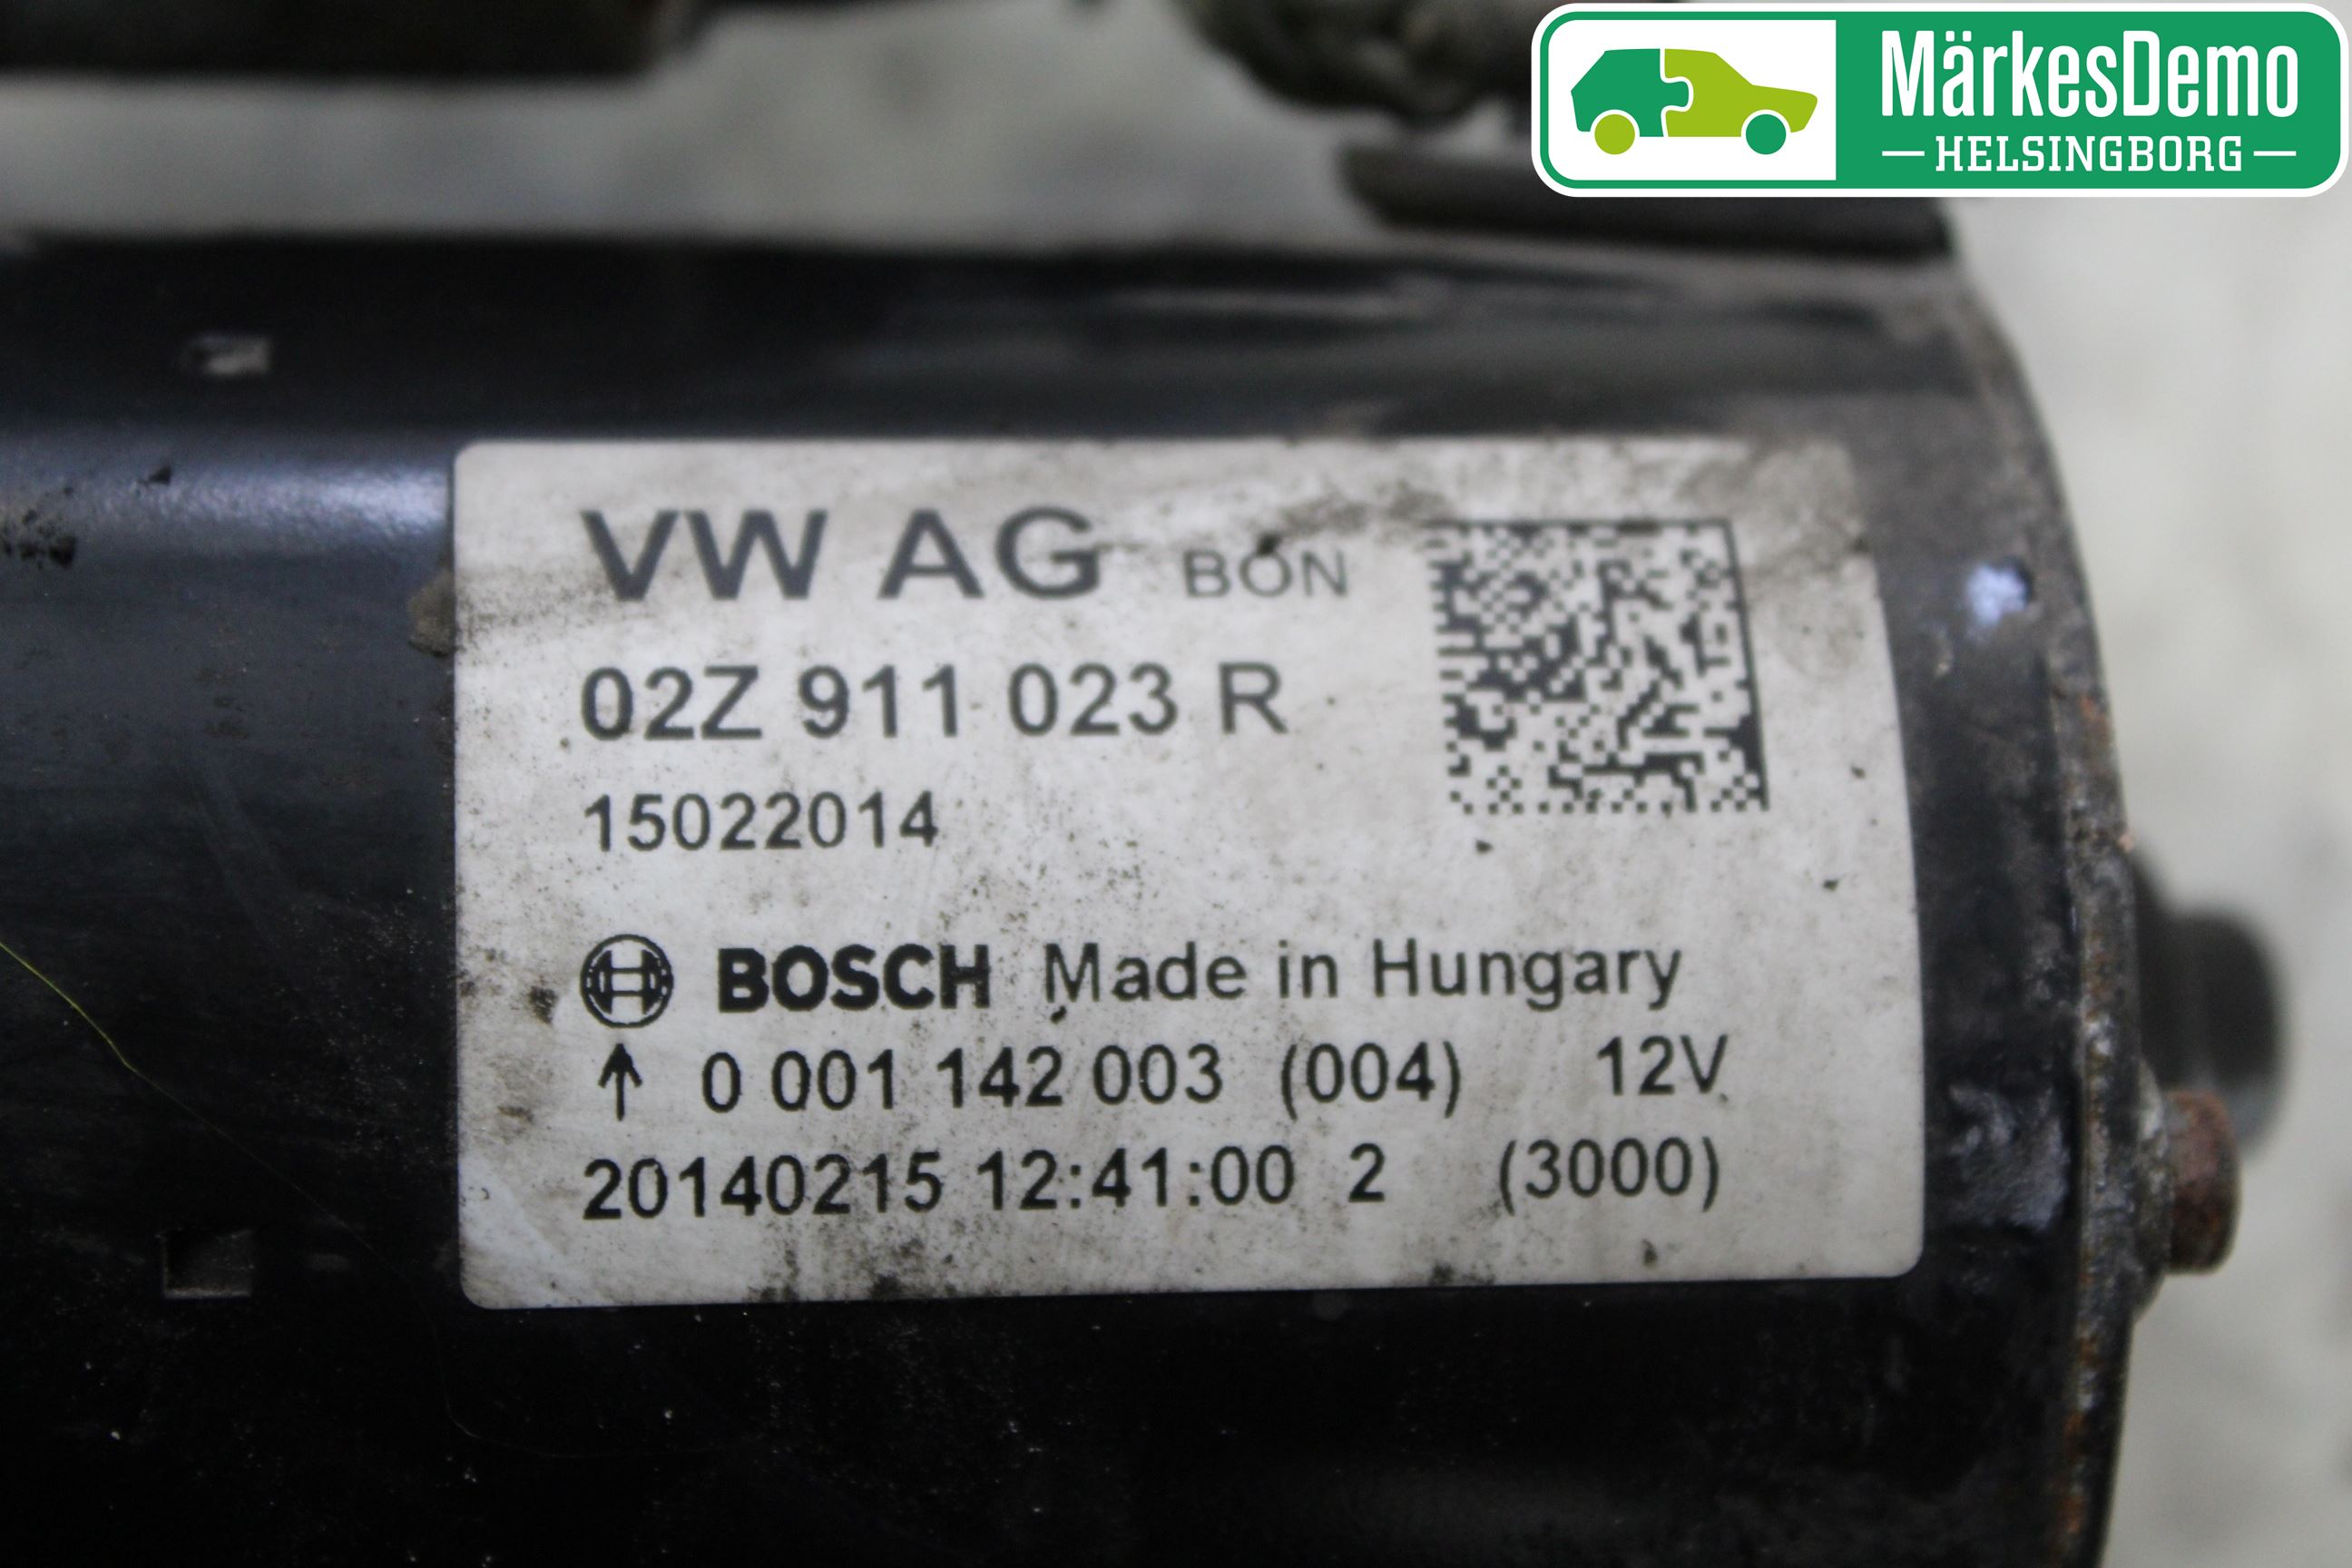 MärkesDemo
HELSINGBORG
VW AG BON
02Z 911 023 R
15022014
BOSCH Made in Hungary
↑ 0 001 142 003 (004) 12V
20140215 12:41:00 2 (3000)